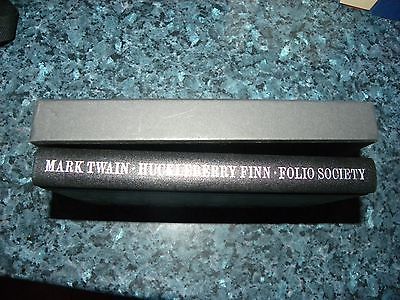 MARK TWAIN · HUCKLEBERRY FINN · FOLIO SOCIETY